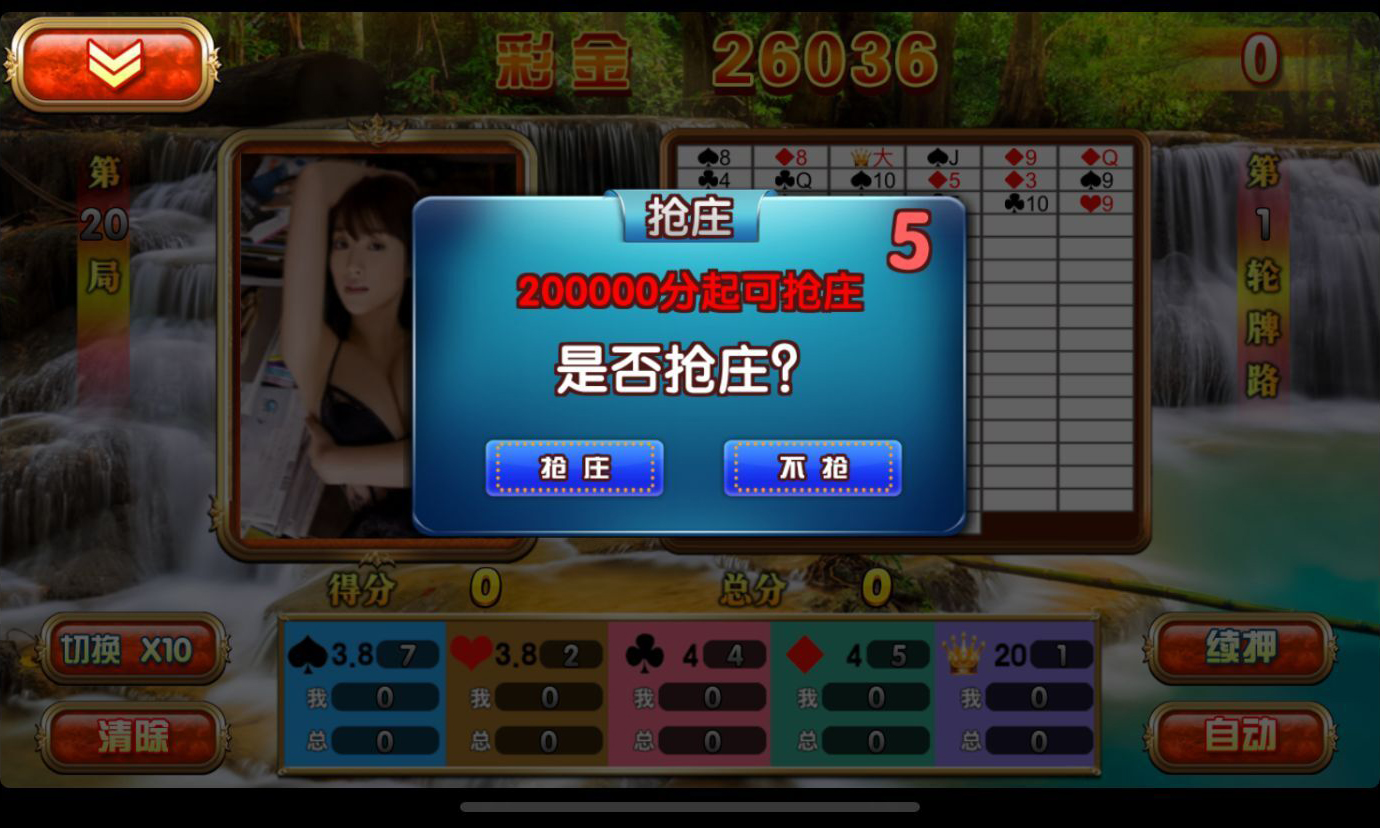 彩金 26036
0
第20局
♠8 ♦8 大 ♠J ♦9 ♦Q
♣4 ♣Q ♠10 ♦5 ♦3 ♠9
♣10 ♥9
第1轮牌路
抢庄
5
200000分起可抢庄
是否抢庄?
抢庄 不抢
得分 0 总分 0
切换 X10
♠3.8 7 ♥3.8 2 ♣4 4 ♦4 5 20 1
续押
我 0 我 0 我 0 我 0 我 0
清除
总 0 总 0 总 0 总 0 总 0
自动